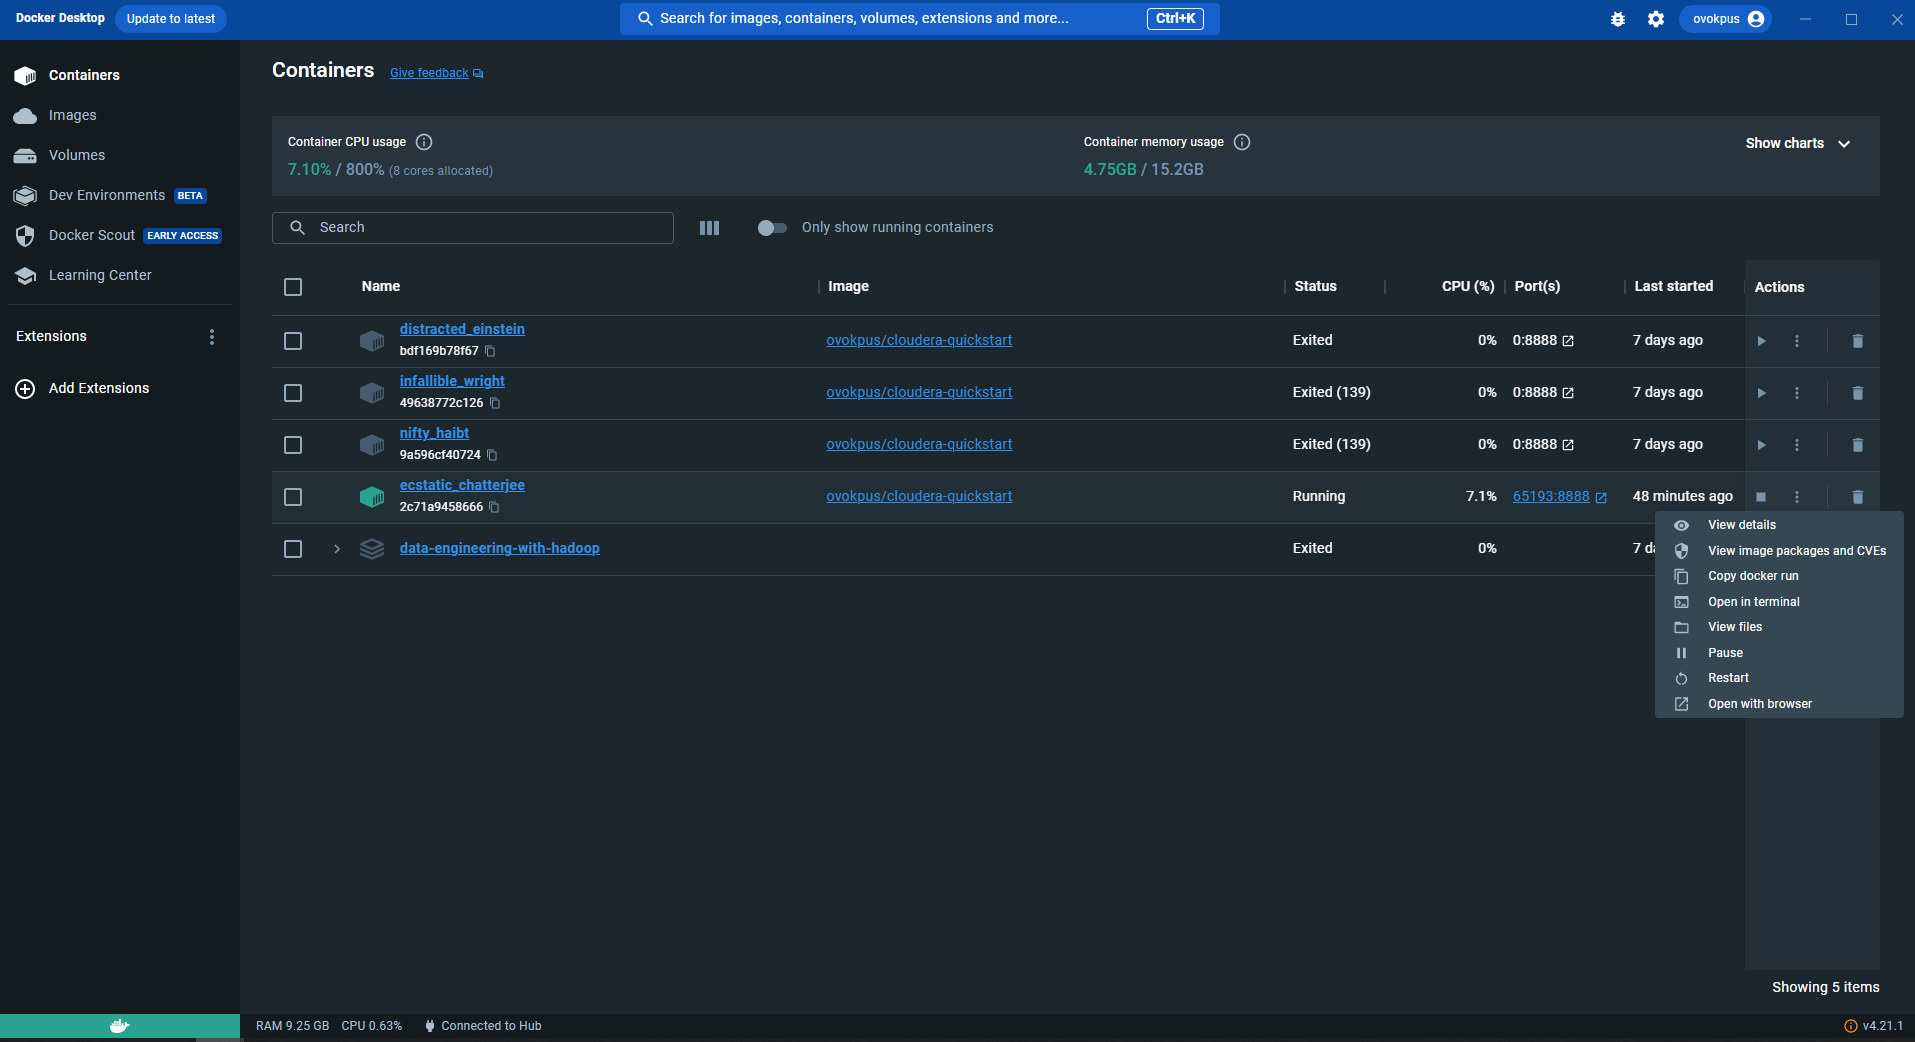 Docker Desktop Update to latest Search for images, containers, volumes, extensions and more... Ctrl+K ovokpus
Containers
Images
Volumes
Dev Environments BETA
Docker Scout EARLY ACCESS
Learning Center
Extensions
Add Extensions
Containers Give feedback
Container CPU usage
7.10% / 800% (8 cores allocated)
Container memory usage
4.75GB / 15.2GB
Show charts
Search
Only show running containers
Name Image Status CPU (%) Port(s) Last started Actions
distracted_einstein
bdf169b78f67
ovokpus/cloudera-quickstart Exited 0% 0:8888 7 days ago
infallible_wright
49638772c126
ovokpus/cloudera-quickstart Exited (139) 0% 0:8888 7 days ago
nifty_haibt
9a596cf40724
ovokpus/cloudera-quickstart Exited (139) 0% 0:8888 7 days ago
ecstatic_chatterjee
2c71a9458666
ovokpus/cloudera-quickstart Running 7.1% 65193:8888 48 minutes ago
data-engineering-with-hadoop Exited 0% 7 da
View details
View image packages and CVEs
Copy docker run
Open in terminal
View files
Pause
Restart
Open with browser
Showing 5 items
RAM 9.25 GB CPU 0.63% Connected to Hub v4.21.1